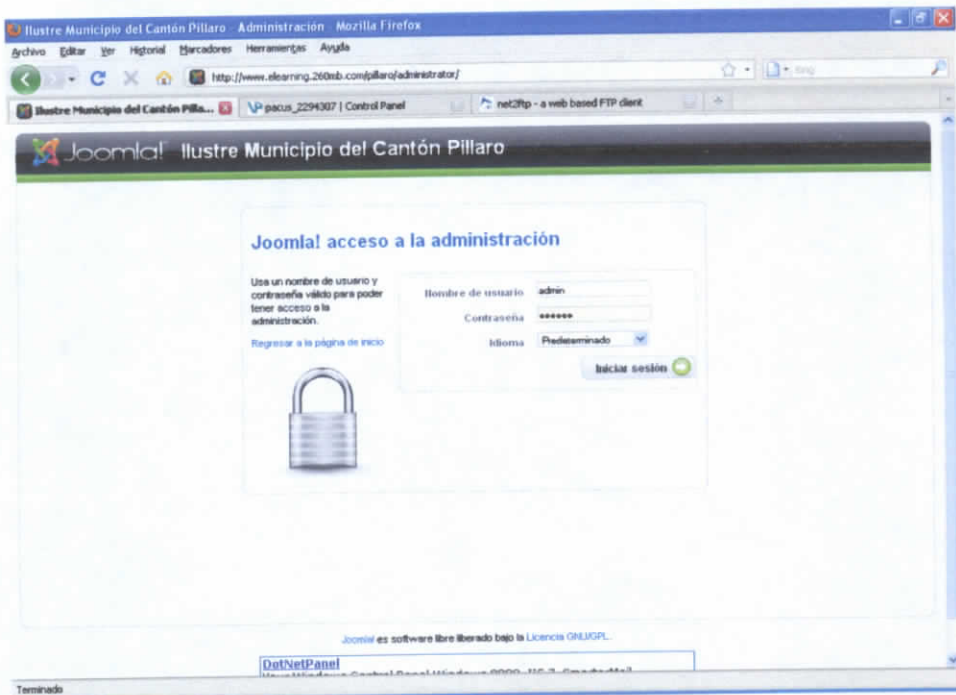 Ilustre Municipio del Cantón Pillaro - Administración - Mozilla Firefox
Archivo Editar Ver Historial Marcadores Herramientas Ayuda
http://www.elearning.260mb.com/pillaro/administrator/
Bing
Ilustre Municipio del Cantón Pilla... pacus_2294307 | Control Panel net2ftp - a web based FTP client
Joomla! Ilustre Municipio del Cantón Pillaro
Joomla! acceso a la administración
Usa un nombre de usuario y
contraseña válido para poder
tener acceso a la
administración.
Regresar a la página de inicio
Nombre de usuario admin
Contraseña ••••••
Idioma Predeterminado
Iniciar sesión
Joomla! es software libre liberado bajo la Licencia GNU/GPL.
DotNetPanel
Control Panel
Terminado